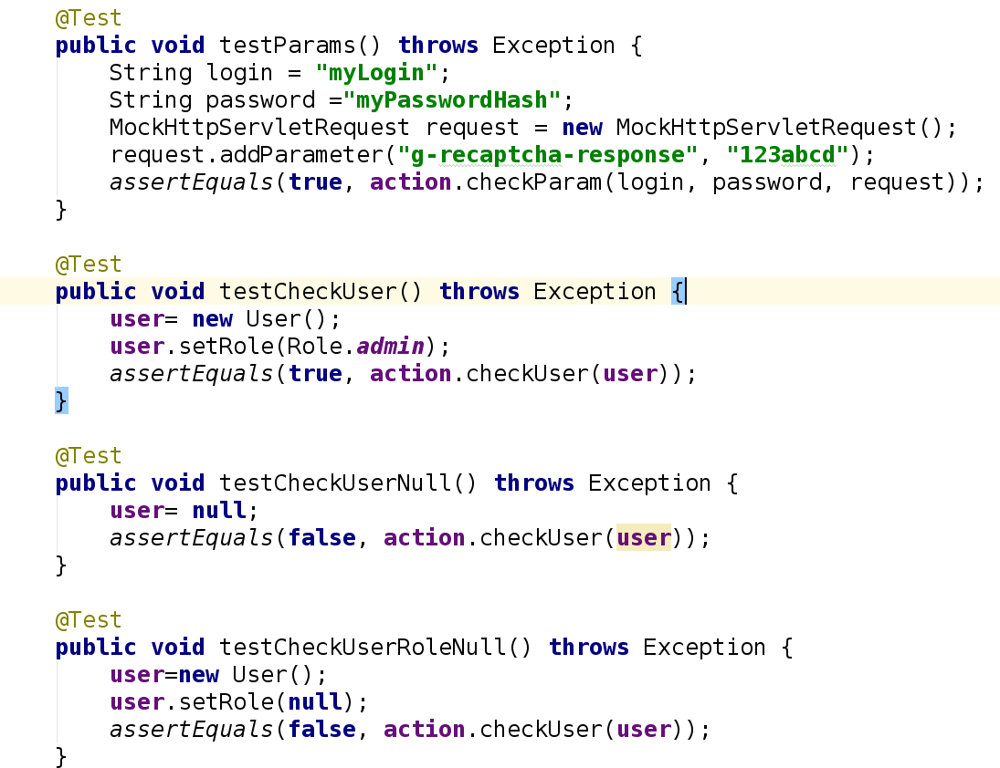 @Test
public void testParams() throws Exception {
    String login = "myLogin";
    String password ="myPasswordHash";
    MockHttpServletRequest request = new MockHttpServletRequest();
    request.addParameter("g-recaptcha-response", "123abcd");
    assertEquals(true, action.checkParam(login, password, request));
}

@Test
public void testCheckUser() throws Exception {
    user= new User();
    user.setRole(Role.admin);
    assertEquals(true, action.checkUser(user));
}

@Test
public void testCheckUserNull() throws Exception {
    user= null;
    assertEquals(false, action.checkUser(user));
}

@Test
public void testCheckUserRoleNull() throws Exception {
    user=new User();
    user.setRole(null);
    assertEquals(false, action.checkUser(user));
}